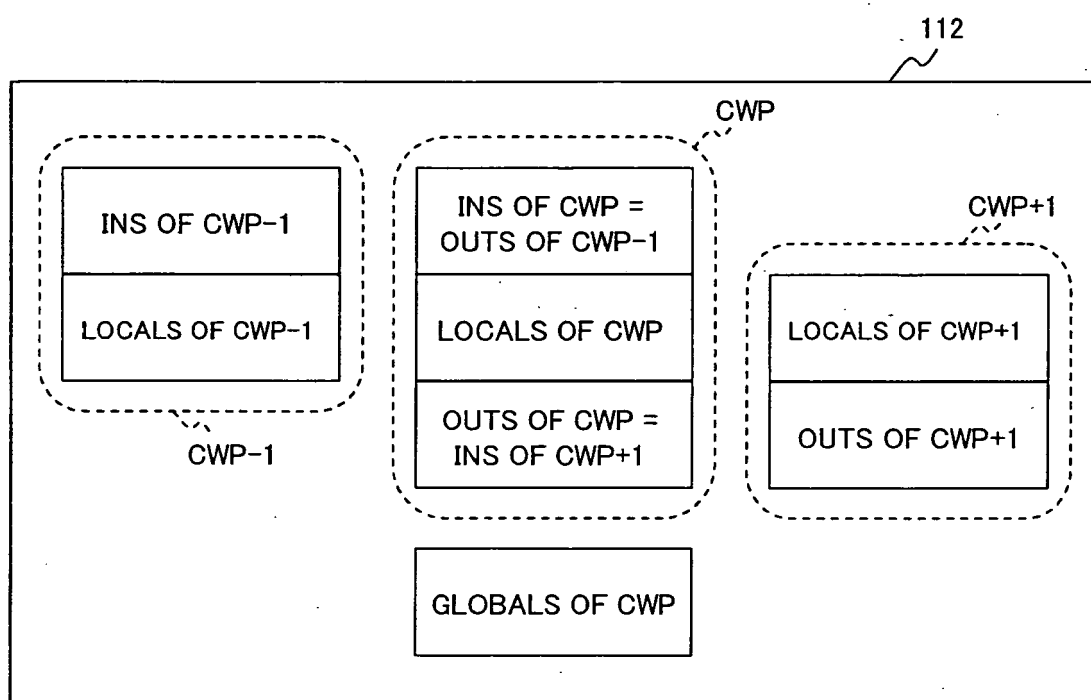 112
CWP
INS OF CWP-1
LOCALS OF CWP-1
CWP-1
INS OF CWP =
OUTS OF CWP-1
LOCALS OF CWP
OUTS OF CWP =
INS OF CWP+1
CWP+1
LOCALS OF CWP+1
OUTS OF CWP+1
GLOBALS OF CWP